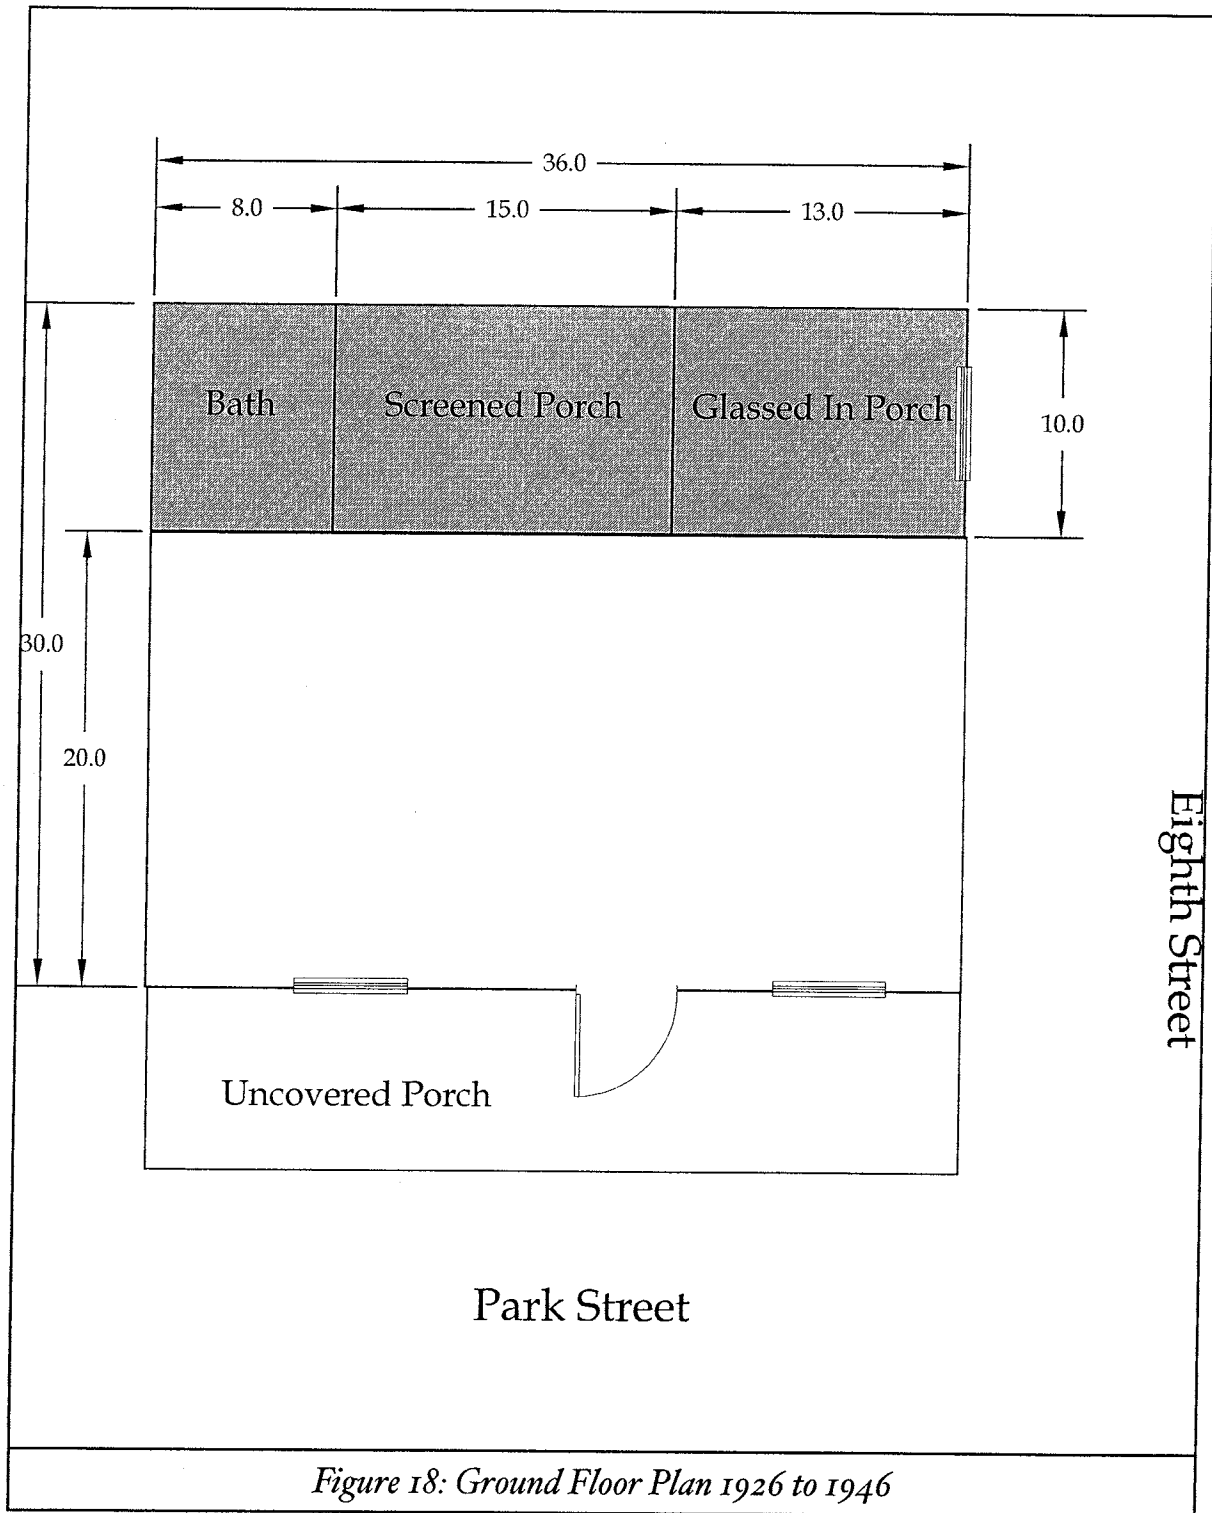 36.0
8.0
15.0
13.0
Bath
Screened Porch
Glassed In Porch
10.0
30.0
20.0
Eighth Street
Uncovered Porch
Park Street
Figure 18: Ground Floor Plan 1926 to 1946